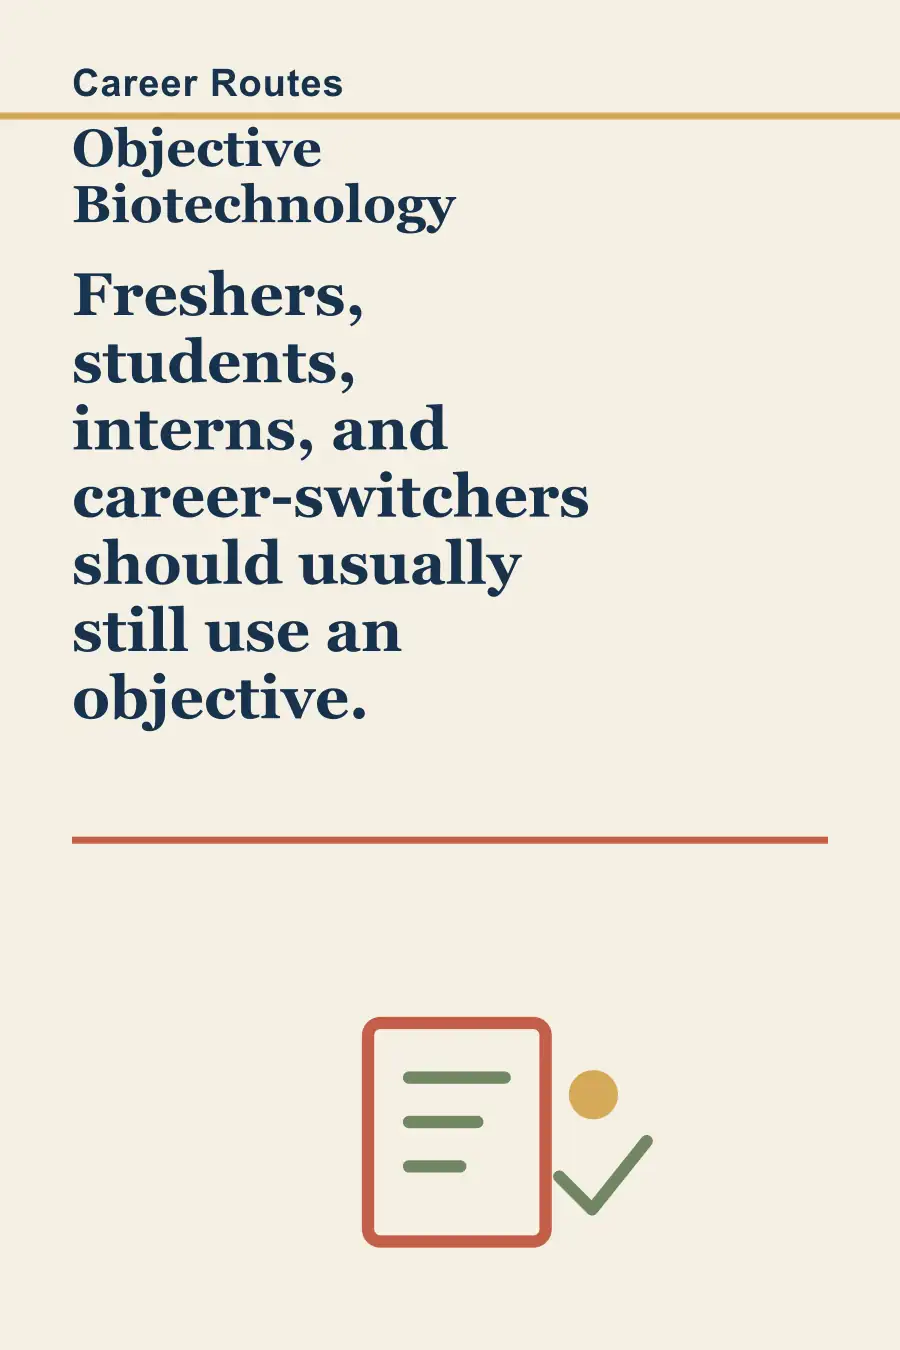 Career Routes
Objective
Biotechnology
Freshers,
students,
interns, and
career-switchers
should usually
still use an
objective.